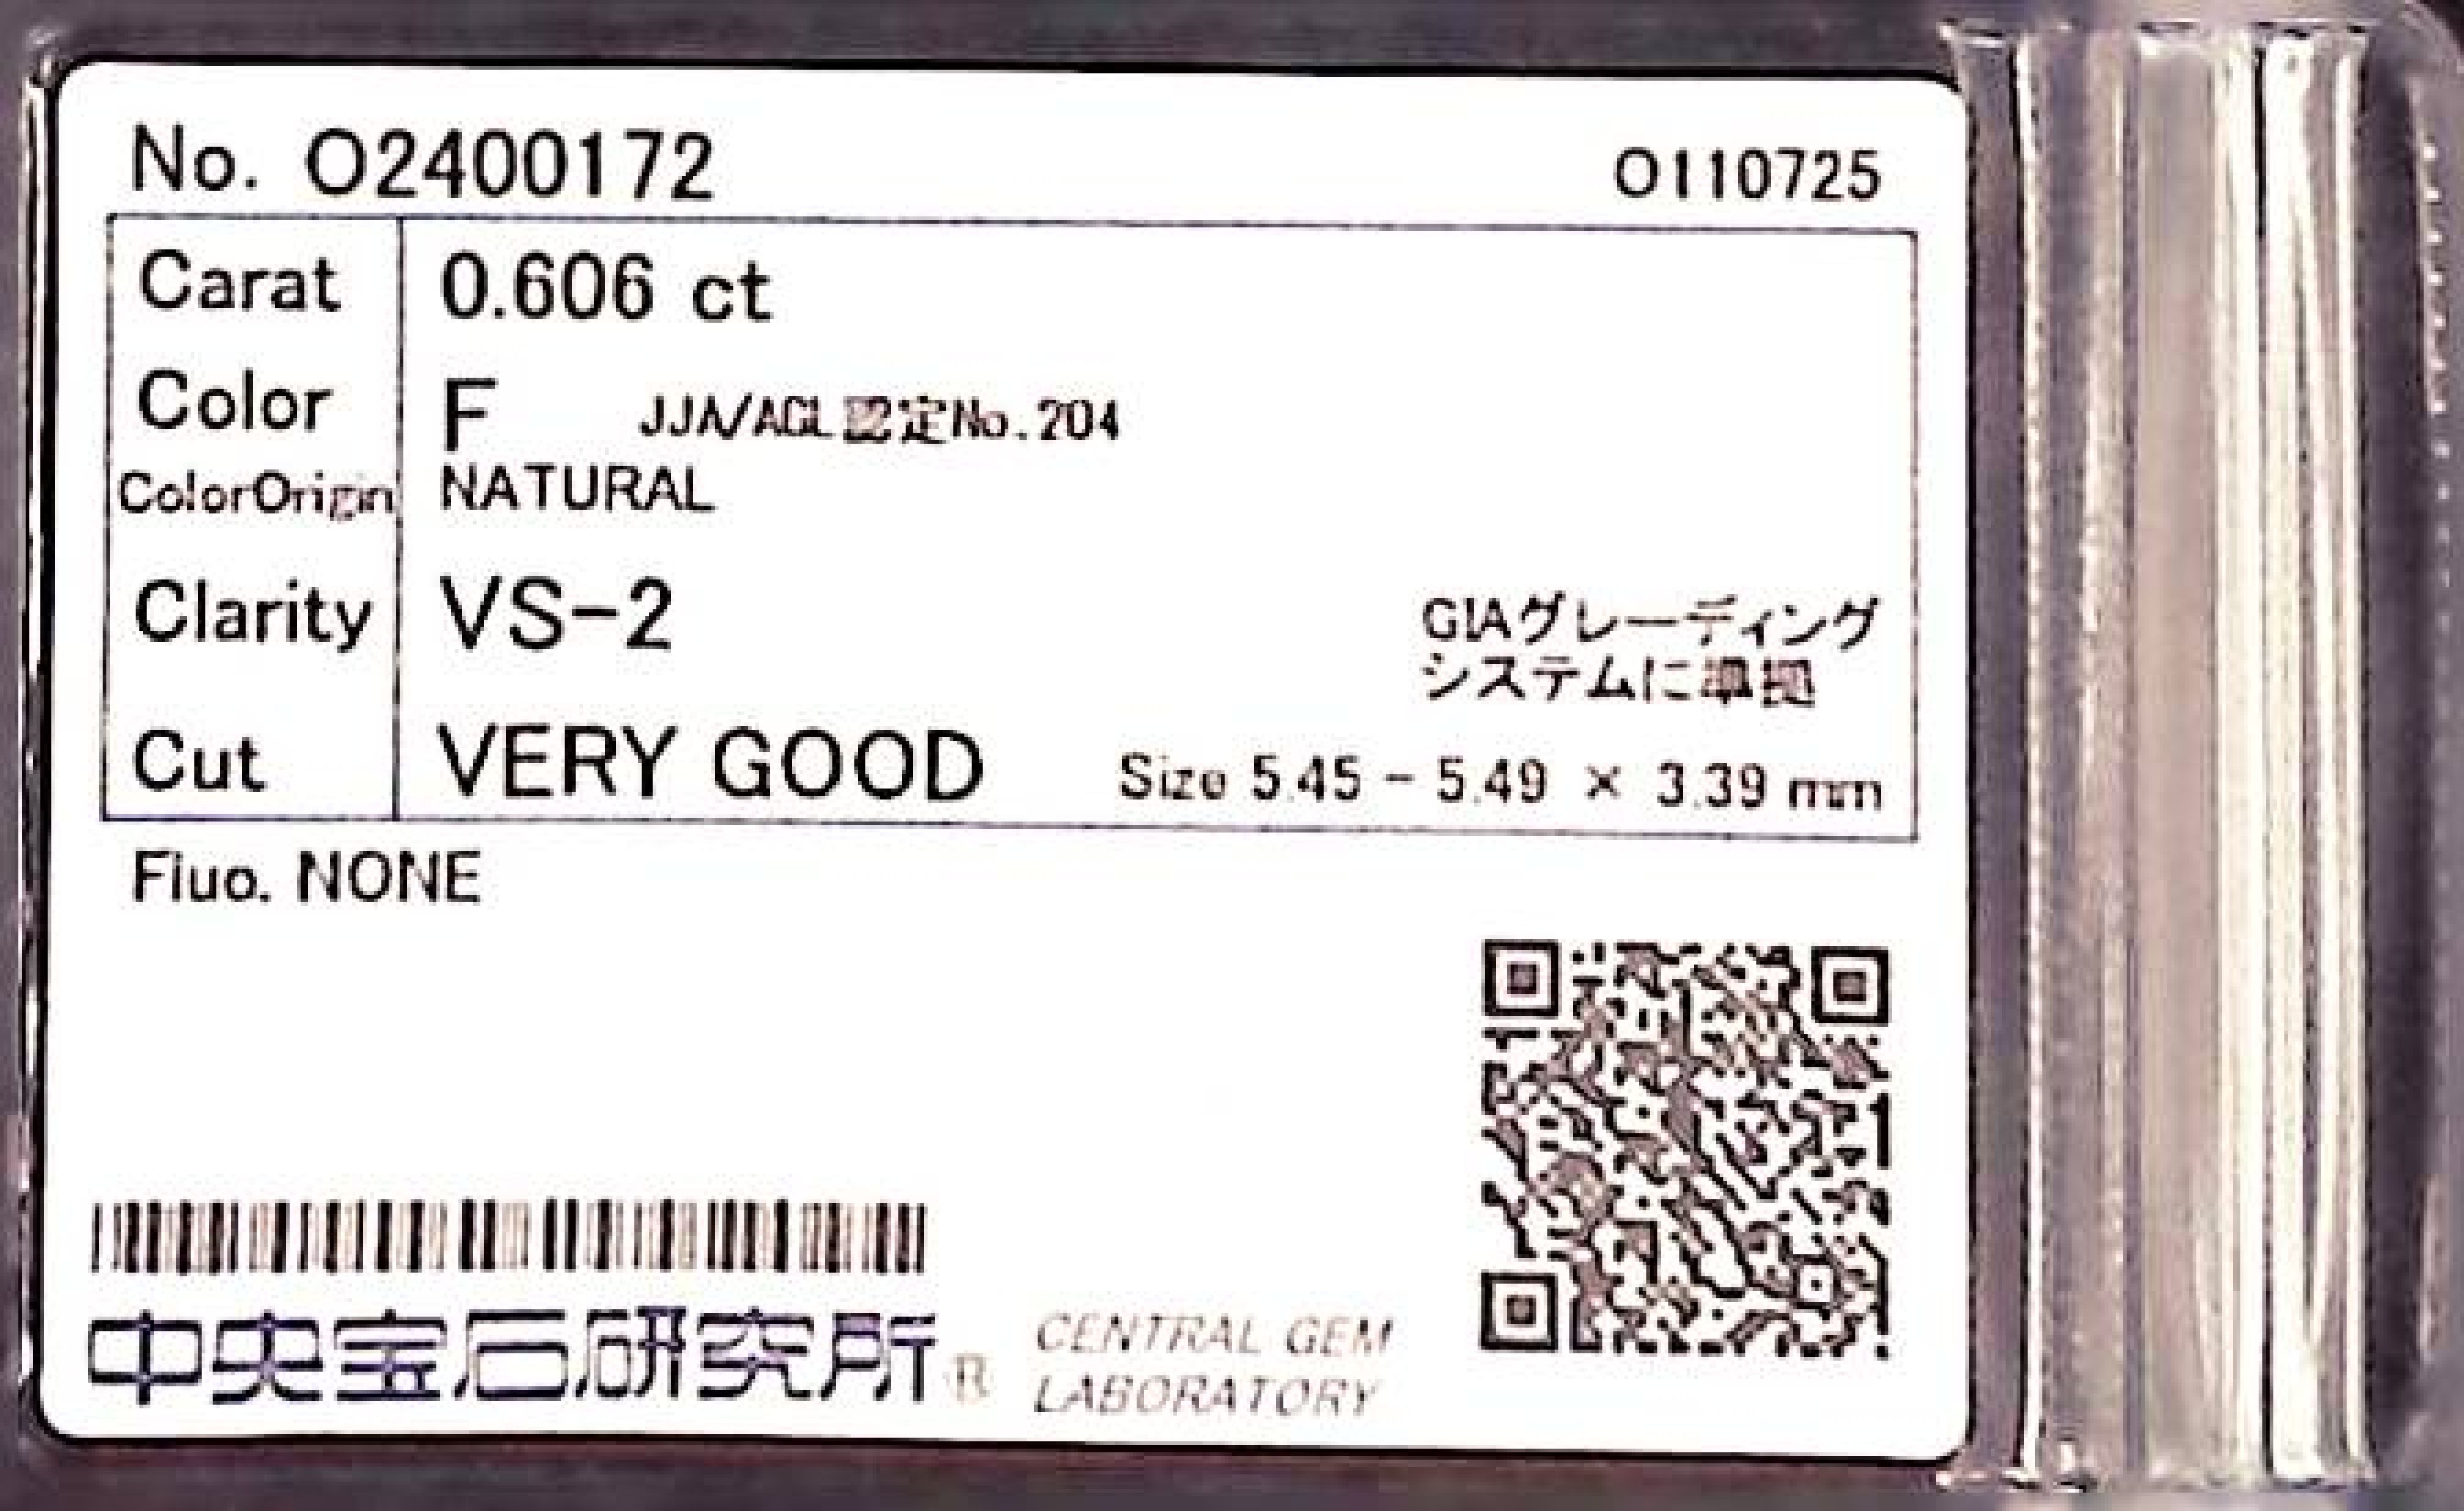 No. O2400172 O110725
Carat 0.606 ct
Color F JJA/AGL認定No.204
ColorOrigin NATURAL
Clarity VS-2
GIAグレーディング
システムに準拠
Cut VERY GOOD Size 5.45 - 5.49 × 3.39 mm
Fluo. NONE
中央宝石研究所® CENTRAL GEM
LABORATORY